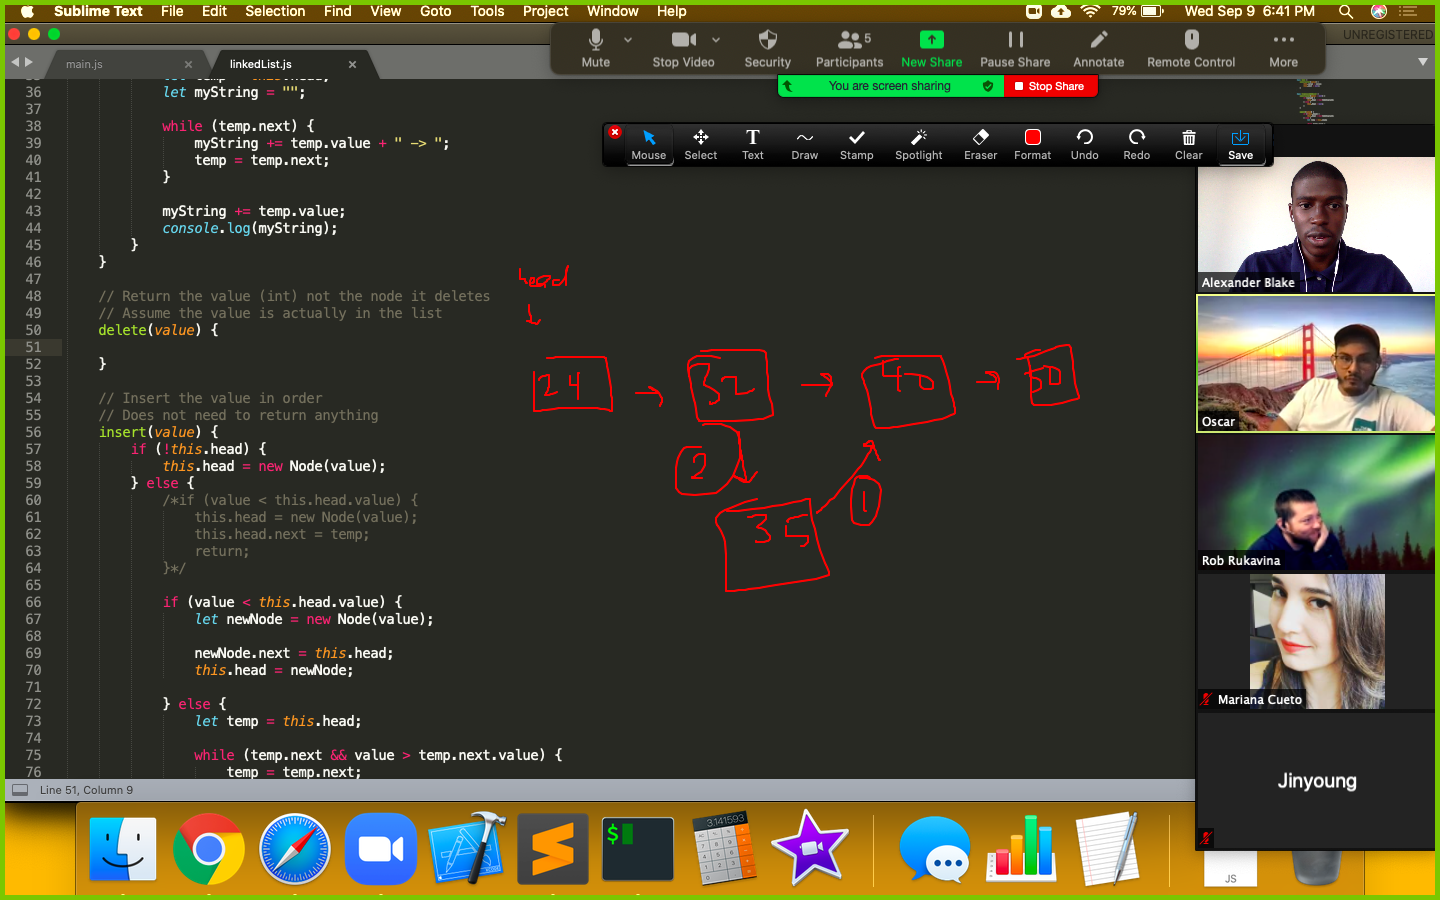 Sublime Text File Edit Selection Find View Goto Tools Project Window Help 79% Wed Sep 9 6:41 PM
UNREGISTERED
main.js × linkedList.js ×
Mute Stop Video Security Participants 5 New Share Pause Share Annotate Remote Control More
You are screen sharing Stop Share
Mouse Select Text Draw Stamp Spotlight Eraser Format Undo Redo Clear Save
36 let myString = "";
37
38 while (temp.next) {
39 myString += temp.value + " -> ";
40 temp = temp.next;
41 }
42
43 myString += temp.value;
44 console.log(myString);
45 }
46 }
47
48 // Return the value (int) not the node it deletes
49 // Assume the value is actually in the list
50 delete(value) {
51
52 }
53
54 // Insert the value in order
55 // Does not need to return anything
56 insert(value) {
57 if (!this.head) {
58 this.head = new Node(value);
59 } else {
60 /*if (value < this.head.value) {
61 this.head = new Node(value);
62 this.head.next = temp;
63 return;
64 }*/
65
66 if (value < this.head.value) {
67 let newNode = new Node(value);
68
69 newNode.next = this.head;
70 this.head = newNode;
71
72 } else {
73 let temp = this.head;
74
75 while (temp.next && value > temp.next.value) {
76 temp = temp.next;
head
24 → 32 → 40 → 50
2
1
35
Alexander Blake
Oscar
Rob Rukavina
Mariana Cueto
Jinyoung
Line 51, Column 9
$
3.141593
JS